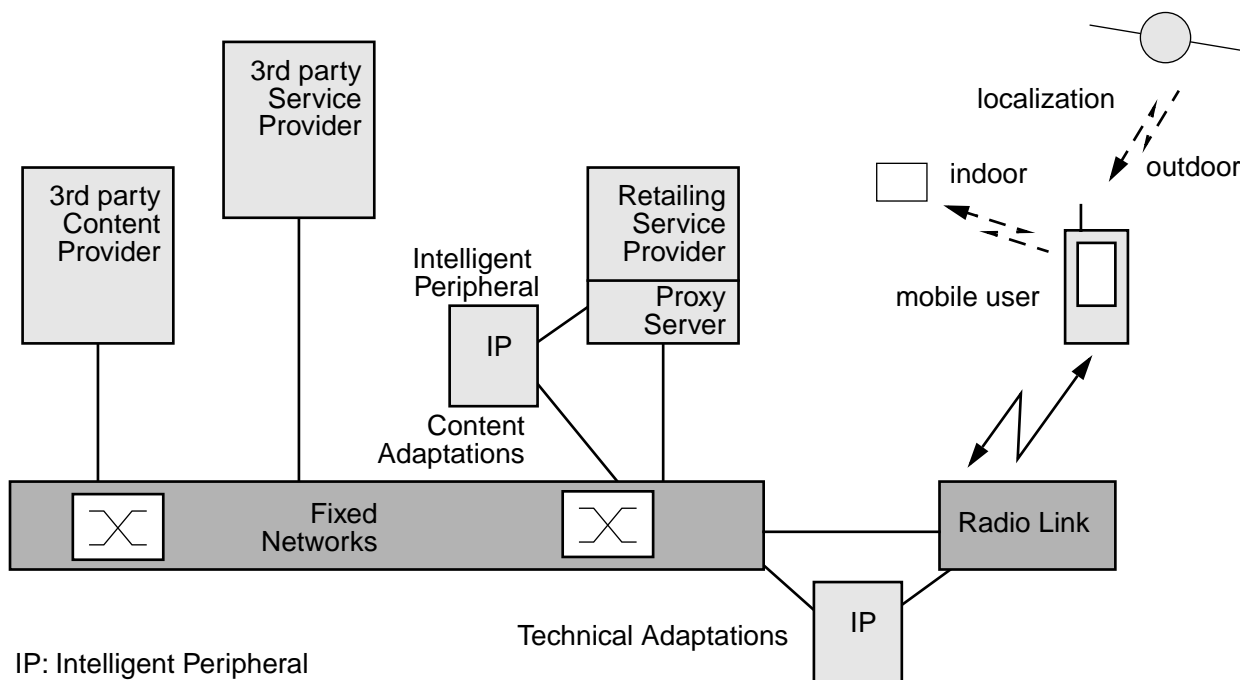 3rd party
Service
Provider
localization
outdoor
indoor
3rd party
Content
Provider
Retailing
Service
Provider
Intelligent
Peripheral
Proxy
Server
mobile user
IP
Content
Adaptations
Fixed
Networks
Radio Link
IP
Technical Adaptations
IP: Intelligent Peripheral